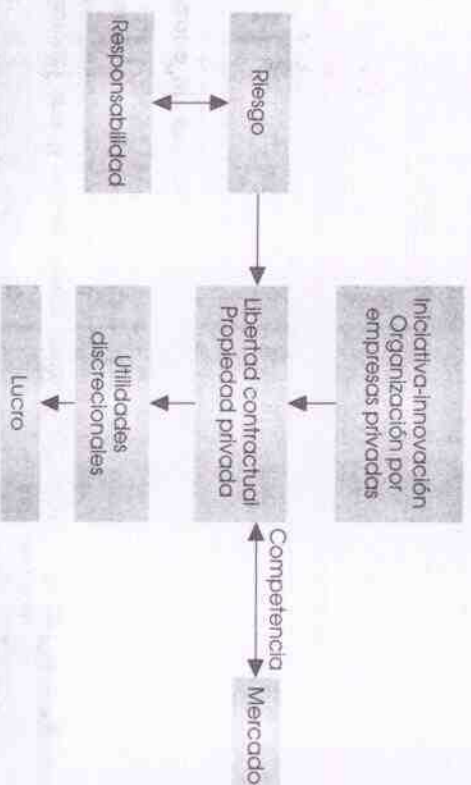 Iniciativa-Innovación
Organización por
empresas privadas
Riesgo
Libertad contractual
Propiedad privada
Competencia
Mercado
Responsabilidad
Utilidades
discrecionales
Lucro